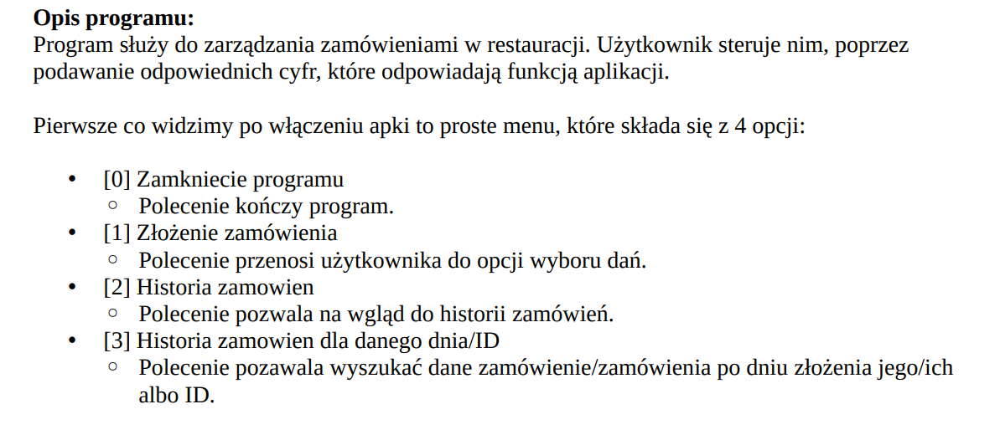 Opis programu:
Program służy do zarządzania zamówieniami w restauracji. Użytkownik steruje nim, poprzez
podawanie odpowiednich cyfr, które odpowiadają funkcją aplikacji.
Pierwsze co widzimy po włączeniu apki to proste menu, które składa się z 4 opcji:
• [0] Zamkniecie programu
○ Polecenie kończy program.
• [1] Złożenie zamówienia
○ Polecenie przenosi użytkownika do opcji wyboru dań.
• [2] Historia zamowien
○ Polecenie pozwala na wgląd do historii zamówień.
• [3] Historia zamowien dla danego dnia/ID
○ Polecenie pozawala wyszukać dane zamówienie/zamówienia po dniu złożenia jego/ich
albo ID.